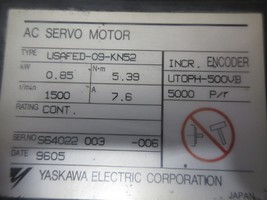 AC SERVO MOTOR
TYPE USAFED-09-KN52
kW 0.85 N·m 5.39
r/min 1500 A 7.6
RATING CONT.
INCR. ENCODER
UTOPH-500VB
5000 P/r
SER NO S64022 003 -006
DATE 9605
YASKAWA ELECTRIC CORPORATION
JAPAN